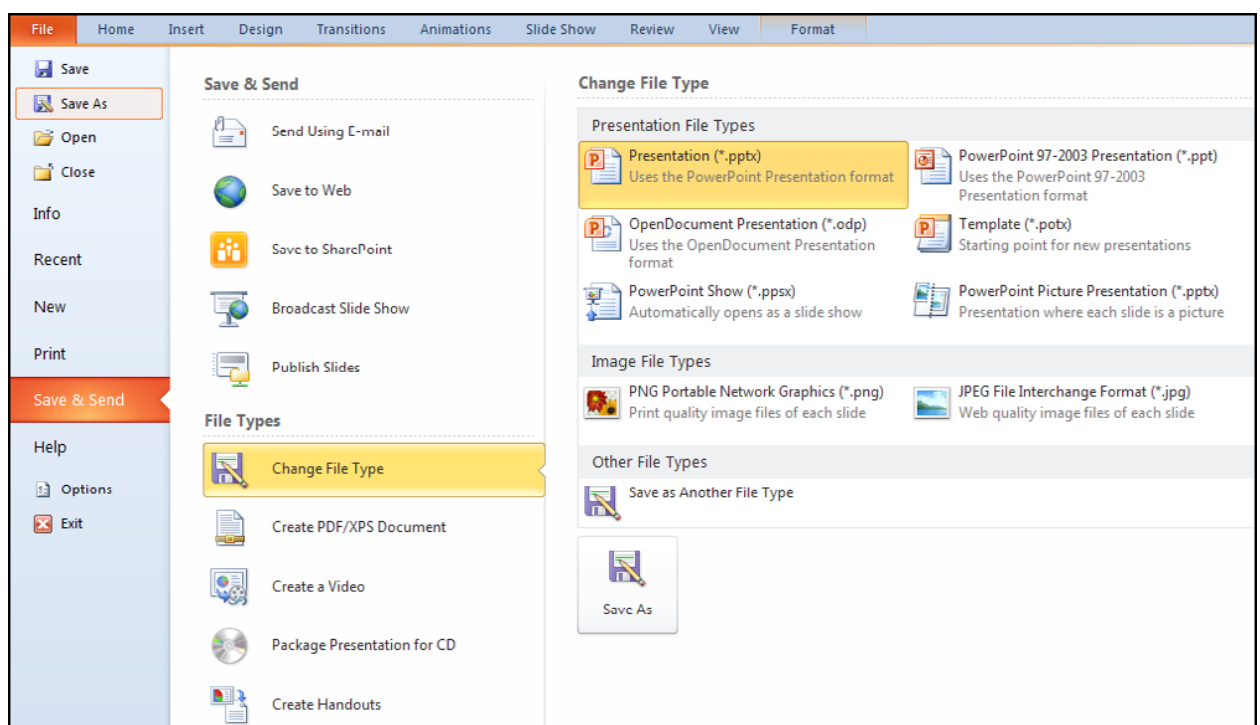 File Home Insert Design Transitions Animations Slide Show Review View Format
Save
Save As
Open
Close
Info
Recent
New
Print
Save & Send
Help
Options
Exit
Save & Send
Send Using E-mail
Save to Web
Save to SharePoint
Broadcast Slide Show
Publish Slides
File Types
Change File Type
Create PDF/XPS Document
Create a Video
Package Presentation for CD
Create Handouts
Change File Type
Presentation File Types
Presentation (*.pptx)
Uses the PowerPoint Presentation format
PowerPoint 97-2003 Presentation (*.ppt)
Uses the PowerPoint 97-2003
Presentation format
OpenDocument Presentation (*.odp)
Uses the OpenDocument Presentation
format
Template (*.potx)
Starting point for new presentations
PowerPoint Show (*.ppsx)
Automatically opens as a slide show
PowerPoint Picture Presentation (*.pptx)
Presentation where each slide is a picture
Image File Types
PNG Portable Network Graphics (*.png)
Print quality image files of each slide
JPEG File Interchange Format (*.jpg)
Web quality image files of each slide
Other File Types
Save as Another File Type
Save As